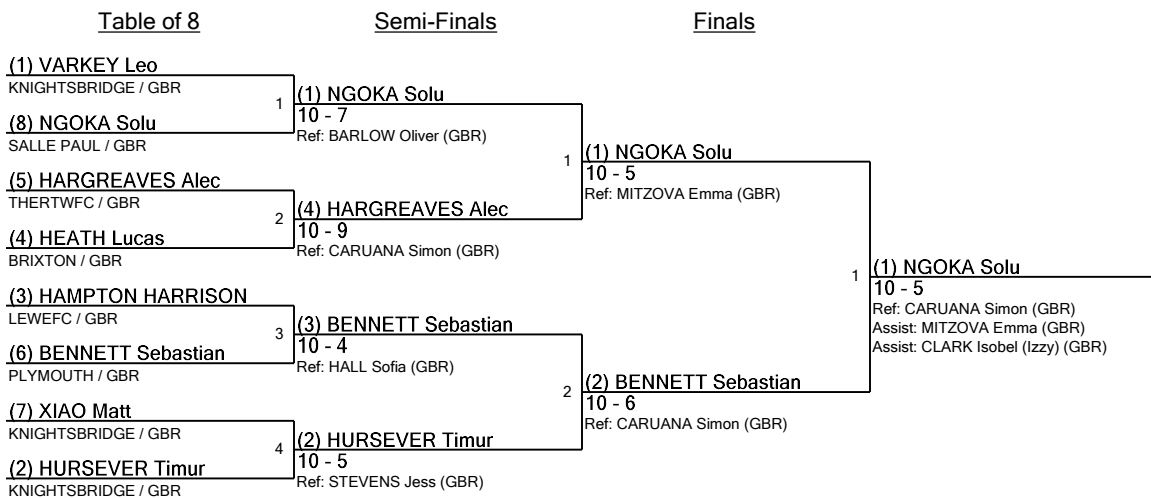 Table of 8
Semi-Finals
Finals
(1) VARKEY Leo
KNIGHTSBRIDGE / GBR
(8) NGOKA Solu
SALLE PAUL / GBR
(5) HARGREAVES Alec
THERTWFC / GBR
(4) HEATH Lucas
BRIXTON / GBR
(3) HAMPTON HARRISON
LEWEFC / GBR
(6) BENNETT Sebastian
PLYMOUTH / GBR
(7) XIAO Matt
KNIGHTSBRIDGE / GBR
(2) HURSEVER Timur
KNIGHTSBRIDGE / GBR
1
(1) NGOKA Solu
10 - 7
Ref: BARLOW Oliver (GBR)
2
(4) HARGREAVES Alec
10 - 9
Ref: CARUANA Simon (GBR)
3
(3) BENNETT Sebastian
10 - 4
Ref: HALL Sofia (GBR)
4
(2) HURSEVER Timur
10 - 5
Ref: STEVENS Jess (GBR)
1
(1) NGOKA Solu
10 - 5
Ref: MITZOVA Emma (GBR)
2
(2) BENNETT Sebastian
10 - 6
Ref: CARUANA Simon (GBR)
1
(1) NGOKA Solu
10 - 5
Ref: CARUANA Simon (GBR)
Assist: MITZOVA Emma (GBR)
Assist: CLARK Isobel (Izzy) (GBR)